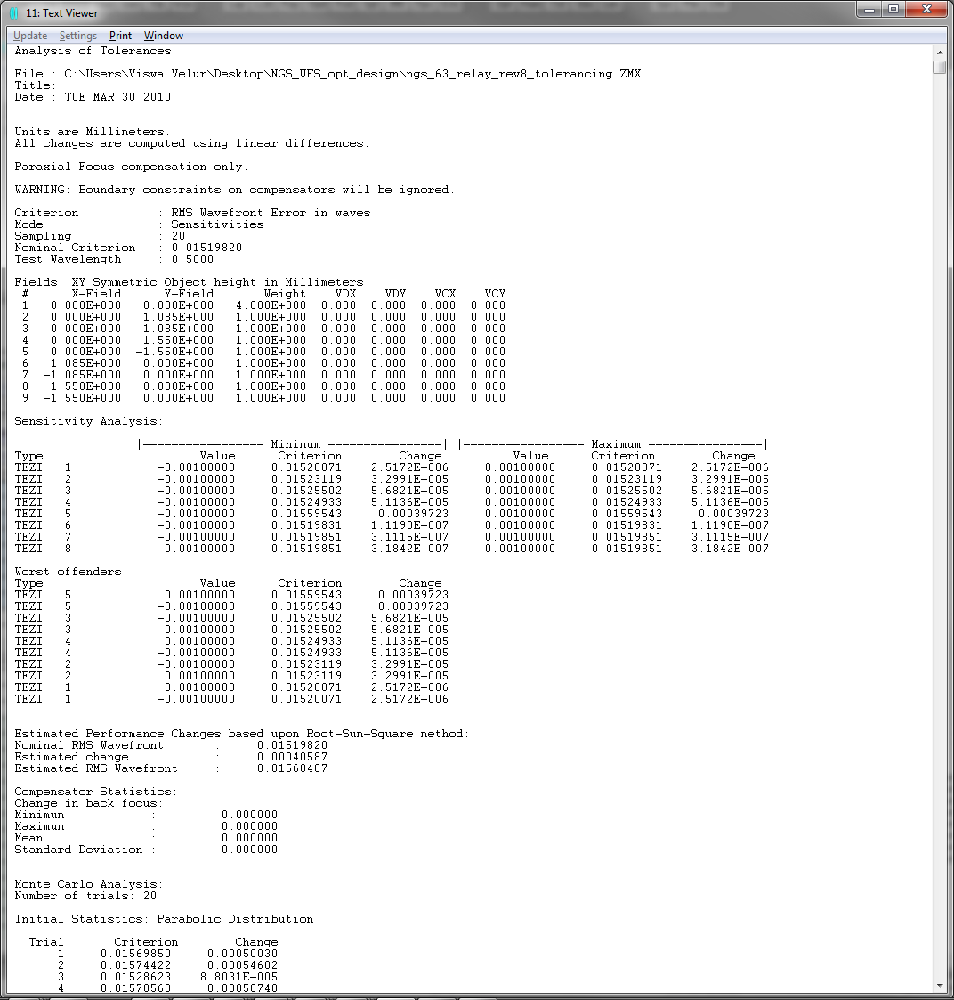 11: Text Viewer
Update Settings Print Window
Analysis of Tolerances
File : C:\Users\Viswa Velur\Desktop\NGS_WFS_opt_design\ngs_63_relay_rev8_tolerancing.ZMX
Title:
Date : TUE MAR 30 2010
Units are Millimeters.
All changes are computed using linear differences.
Paraxial Focus compensation only.
WARNING: Boundary constraints on compensators will be ignored.
Criterion : RMS Wavefront Error in waves
Mode : Sensitivities
Sampling : 20
Nominal Criterion : 0.01519820
Test Wavelength : 0.5000
Fields: XY Symmetric Object height in Millimeters
# X-Field Y-Field Weight VDX VDY VCX VCY
1 0.000E+000 0.000E+000 4.000E+000 0.000 0.000 0.000 0.000
2 0.000E+000 1.085E+000 1.000E+000 0.000 0.000 0.000 0.000
3 0.000E+000 -1.085E+000 1.000E+000 0.000 0.000 0.000 0.000
4 0.000E+000 1.550E+000 1.000E+000 0.000 0.000 0.000 0.000
5 0.000E+000 -1.550E+000 1.000E+000 0.000 0.000 0.000 0.000
6 1.085E+000 0.000E+000 1.000E+000 0.000 0.000 0.000 0.000
7 -1.085E+000 0.000E+000 1.000E+000 0.000 0.000 0.000 0.000
8 1.550E+000 0.000E+000 1.000E+000 0.000 0.000 0.000 0.000
9 -1.550E+000 0.000E+000 1.000E+000 0.000 0.000 0.000 0.000
Sensitivity Analysis:
|----------------- Minimum ----------------| |----------------- Maximum ----------------|
Type Value Criterion Change Value Criterion Change
TEZI 1 -0.00100000 0.01520071 2.5172E-006 0.00100000 0.01520071 2.5172E-006
TEZI 2 -0.00100000 0.01523119 3.2991E-005 0.00100000 0.01523119 3.2991E-005
TEZI 3 -0.00100000 0.01525502 5.6821E-005 0.00100000 0.01525502 5.6821E-005
TEZI 4 -0.00100000 0.01524933 5.1136E-005 0.00100000 0.01524933 5.1136E-005
TEZI 5 -0.00100000 0.01559543 0.00039723 0.00100000 0.01559543 0.00039723
TEZI 6 -0.00100000 0.01519831 1.1190E-007 0.00100000 0.01519831 1.1190E-007
TEZI 7 -0.00100000 0.01519851 3.1115E-007 0.00100000 0.01519851 3.1115E-007
TEZI 8 -0.00100000 0.01519851 3.1842E-007 0.00100000 0.01519851 3.1842E-007
Worst offenders:
Type Value Criterion Change
TEZI 5 0.00100000 0.01559543 0.00039723
TEZI 5 -0.00100000 0.01559543 0.00039723
TEZI 3 -0.00100000 0.01525502 5.6821E-005
TEZI 3 0.00100000 0.01525502 5.6821E-005
TEZI 4 0.00100000 0.01524933 5.1136E-005
TEZI 4 -0.00100000 0.01524933 5.1136E-005
TEZI 2 -0.00100000 0.01523119 3.2991E-005
TEZI 2 0.00100000 0.01523119 3.2991E-005
TEZI 1 0.00100000 0.01520071 2.5172E-006
TEZI 1 -0.00100000 0.01520071 2.5172E-006
Estimated Performance Changes based upon Root-Sum-Square method:
Nominal RMS Wavefront : 0.01519820
Estimated change : 0.00040587
Estimated RMS Wavefront : 0.01560407
Compensator Statistics:
Change in back focus:
Minimum : 0.000000
Maximum : 0.000000
Mean : 0.000000
Standard Deviation : 0.000000
Monte Carlo Analysis:
Number of trials: 20
Initial Statistics: Parabolic Distribution
Trial Criterion Change
1 0.01569850 0.00050030
2 0.01574422 0.00054602
3 0.01528623 8.8031E-005
4 0.01578568 0.00058748